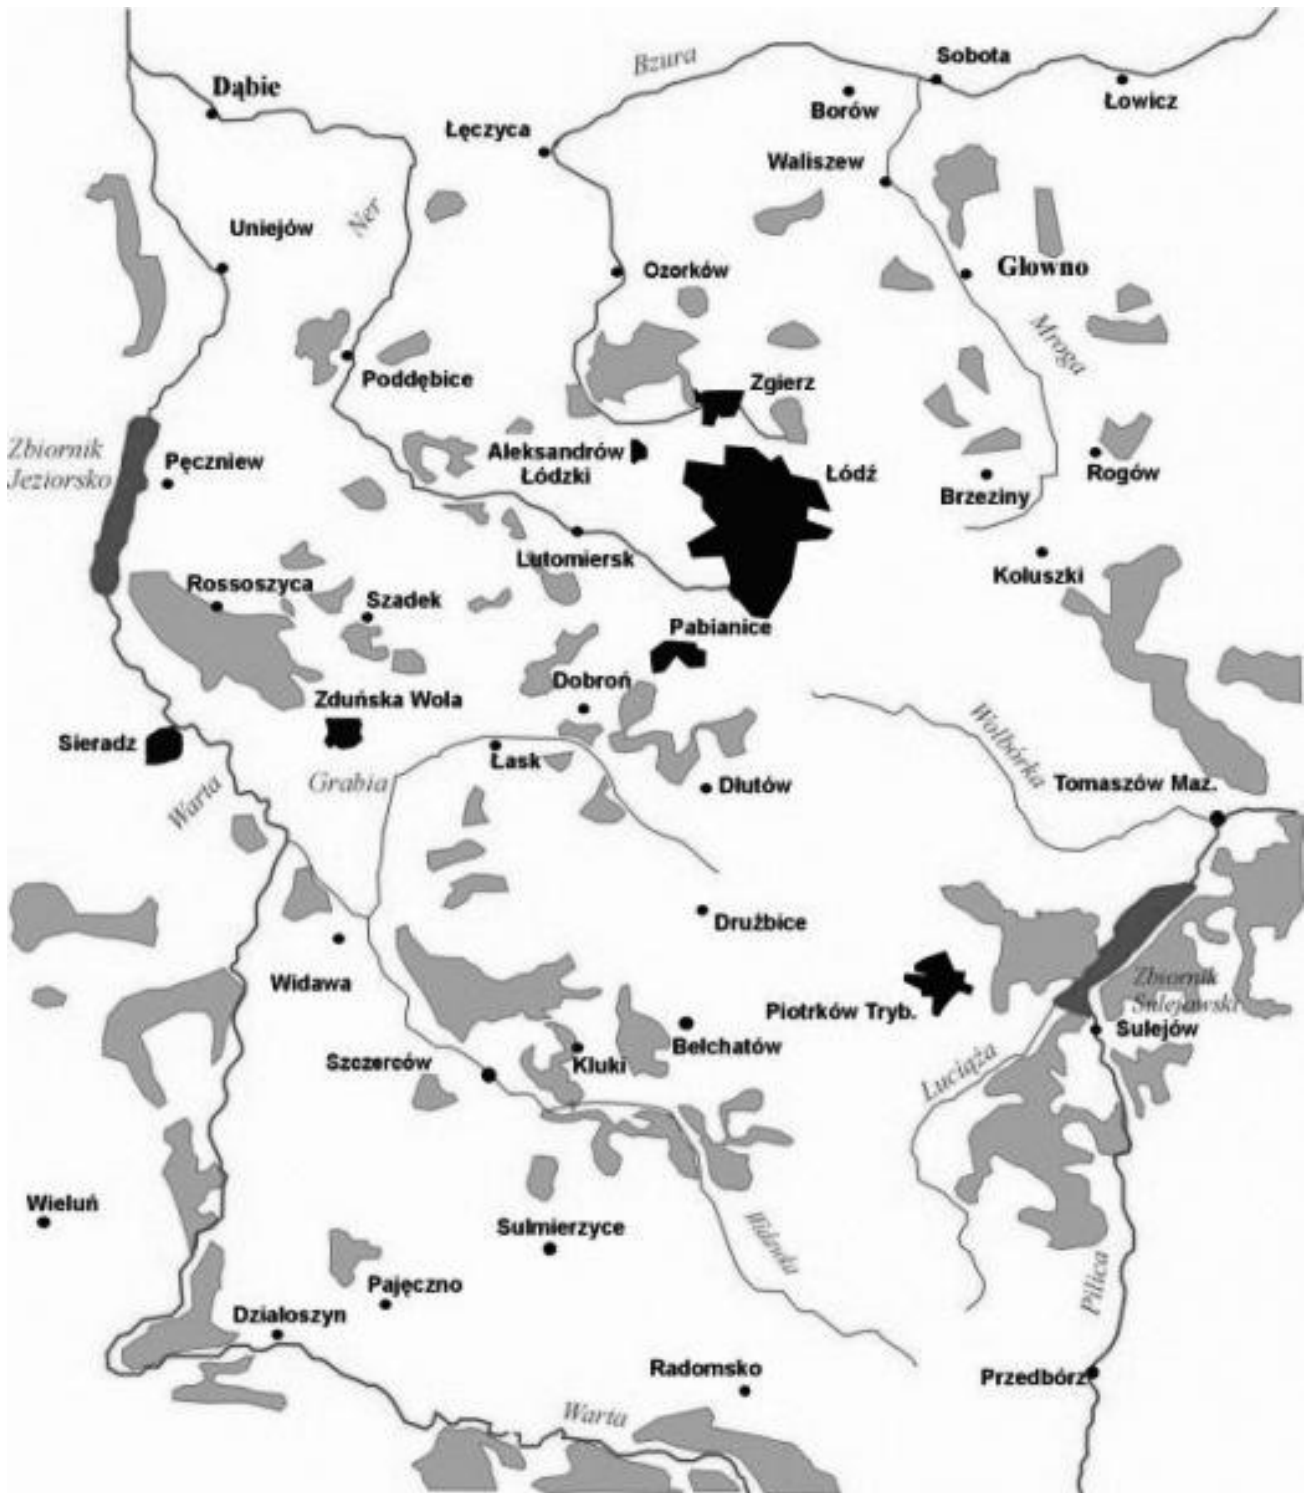 Bzura
Sobota
Dąbie
Borów
Łowicz
Łęczyca
Waliszew
Ner
Uniejów
Ozorków
Głowno
Mroga
Poddębice
Zgierz
Zbiornik
Jeziorsko
Pęczniew
Aleksandrów
Łódzki
Łódź
Rogów
Brzeziny
Lutomiersk
Koluszki
Rossoszyca
Szadek
Pabianice
Dobroń
Zduńska Wola
Sieradz
Łask
Grabia
Wolbórka
Warta
Dłutów
Tomaszów Maz.
Drużbice
Widawa
Zbiornik
Sulejowski
Piotrków Tryb.
Sulejów
Bełchatów
Szczerców
Kluki
Luciąża
Wieluń
Sulmierzyce
Widawka
Pilica
Pajęczno
Działoszyn
Radomsko
Przedbórz
Warta